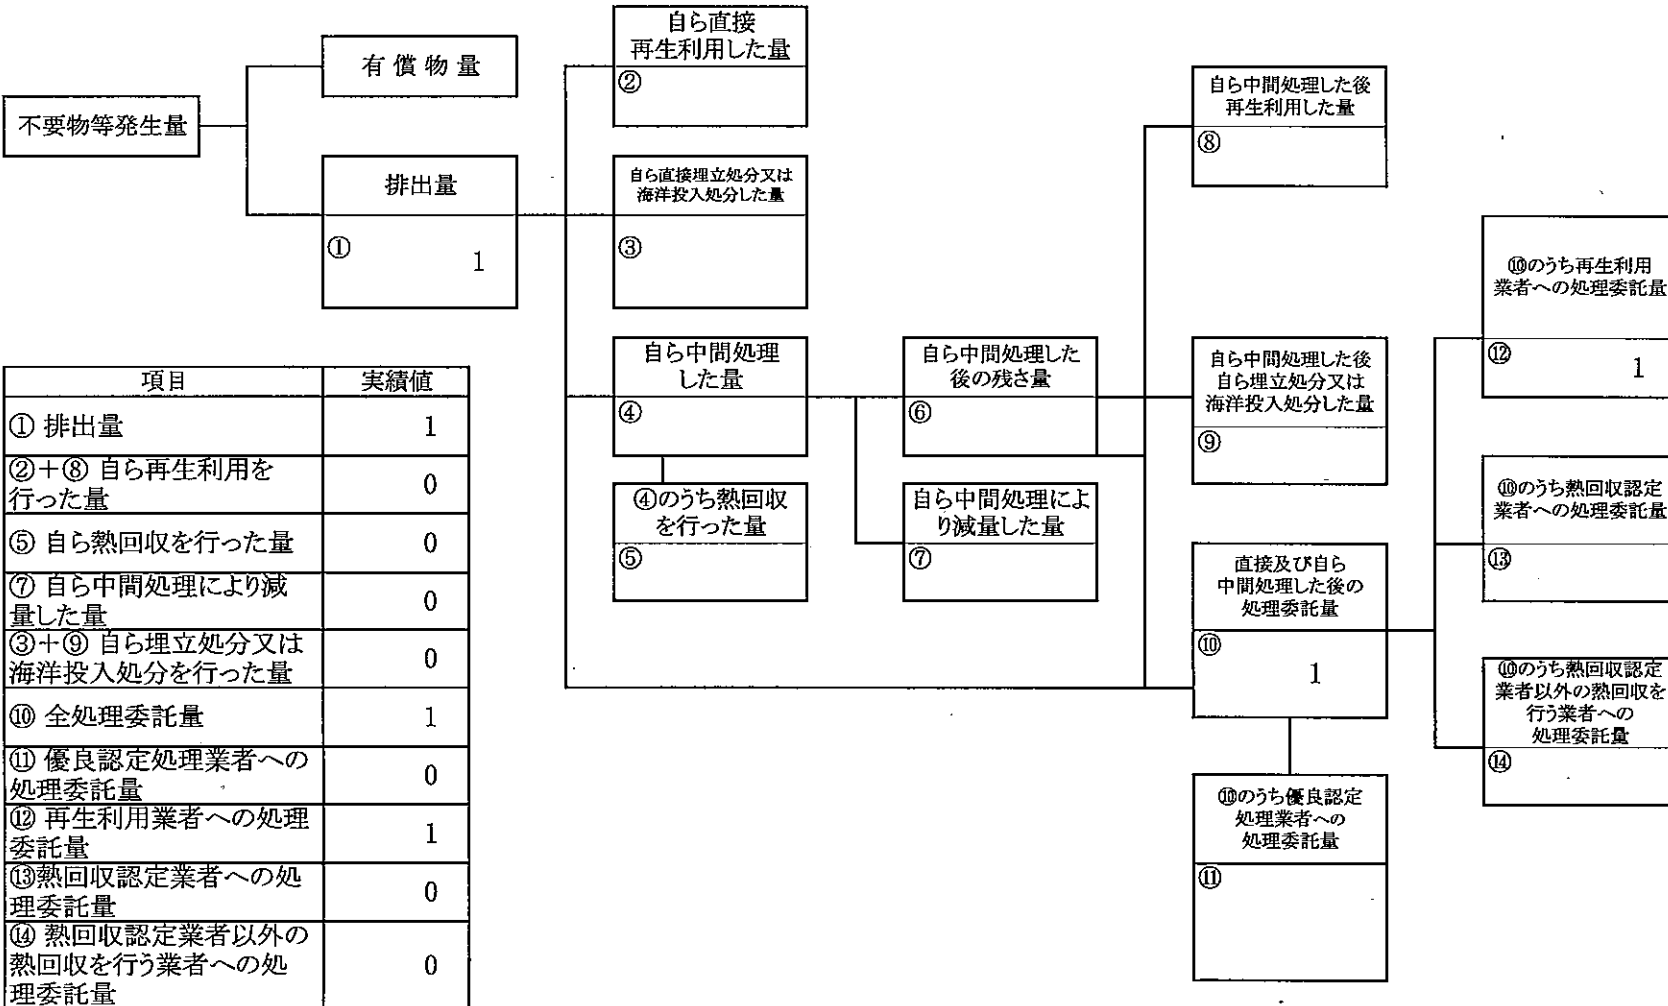 不要物等発生量
有償物量
排出量
①
1
自ら直接
再生利用した量
②
自ら直接埋立処分又は
海洋投入処分した量
③
自ら中間処理
した量
④
④のうち熱回収
を行った量
⑤
自ら中間処理した
後の残さ量
⑥
自ら中間処理によ
り減量した量
⑦
自ら中間処理した後
再生利用した量
⑧
自ら中間処理した後
自ら埋立処分又は
海洋投入処分した量
⑨
直接及び自ら
中間処理した後の
処理委託量
⑩
1
⑩のうち優良認定
処理業者への
処理委託量
⑪
⑩のうち再生利用
業者への処理委託量
⑫
1
⑩のうち熱回収認定
業者への処理委託量
⑬
⑩のうち熱回収認定
業者以外の熱回収を
行う業者への
処理委託量
⑭
項目 実績値
① 排出量 1
②+⑧ 自ら再生利用を
行った量 0
⑤ 自ら熱回収を行った量 0
⑦ 自ら中間処理により減
量した量 0
③+⑨ 自ら埋立処分又は
海洋投入処分を行った量 0
⑩ 全処理委託量 1
⑪ 優良認定処理業者への
処理委託量 0
⑫ 再生利用業者への処理
委託量 1
⑬熱回収認定業者への処
理委託量 0
⑭ 熱回収認定業者以外の
熱回収を行う業者への処
理委託量 0